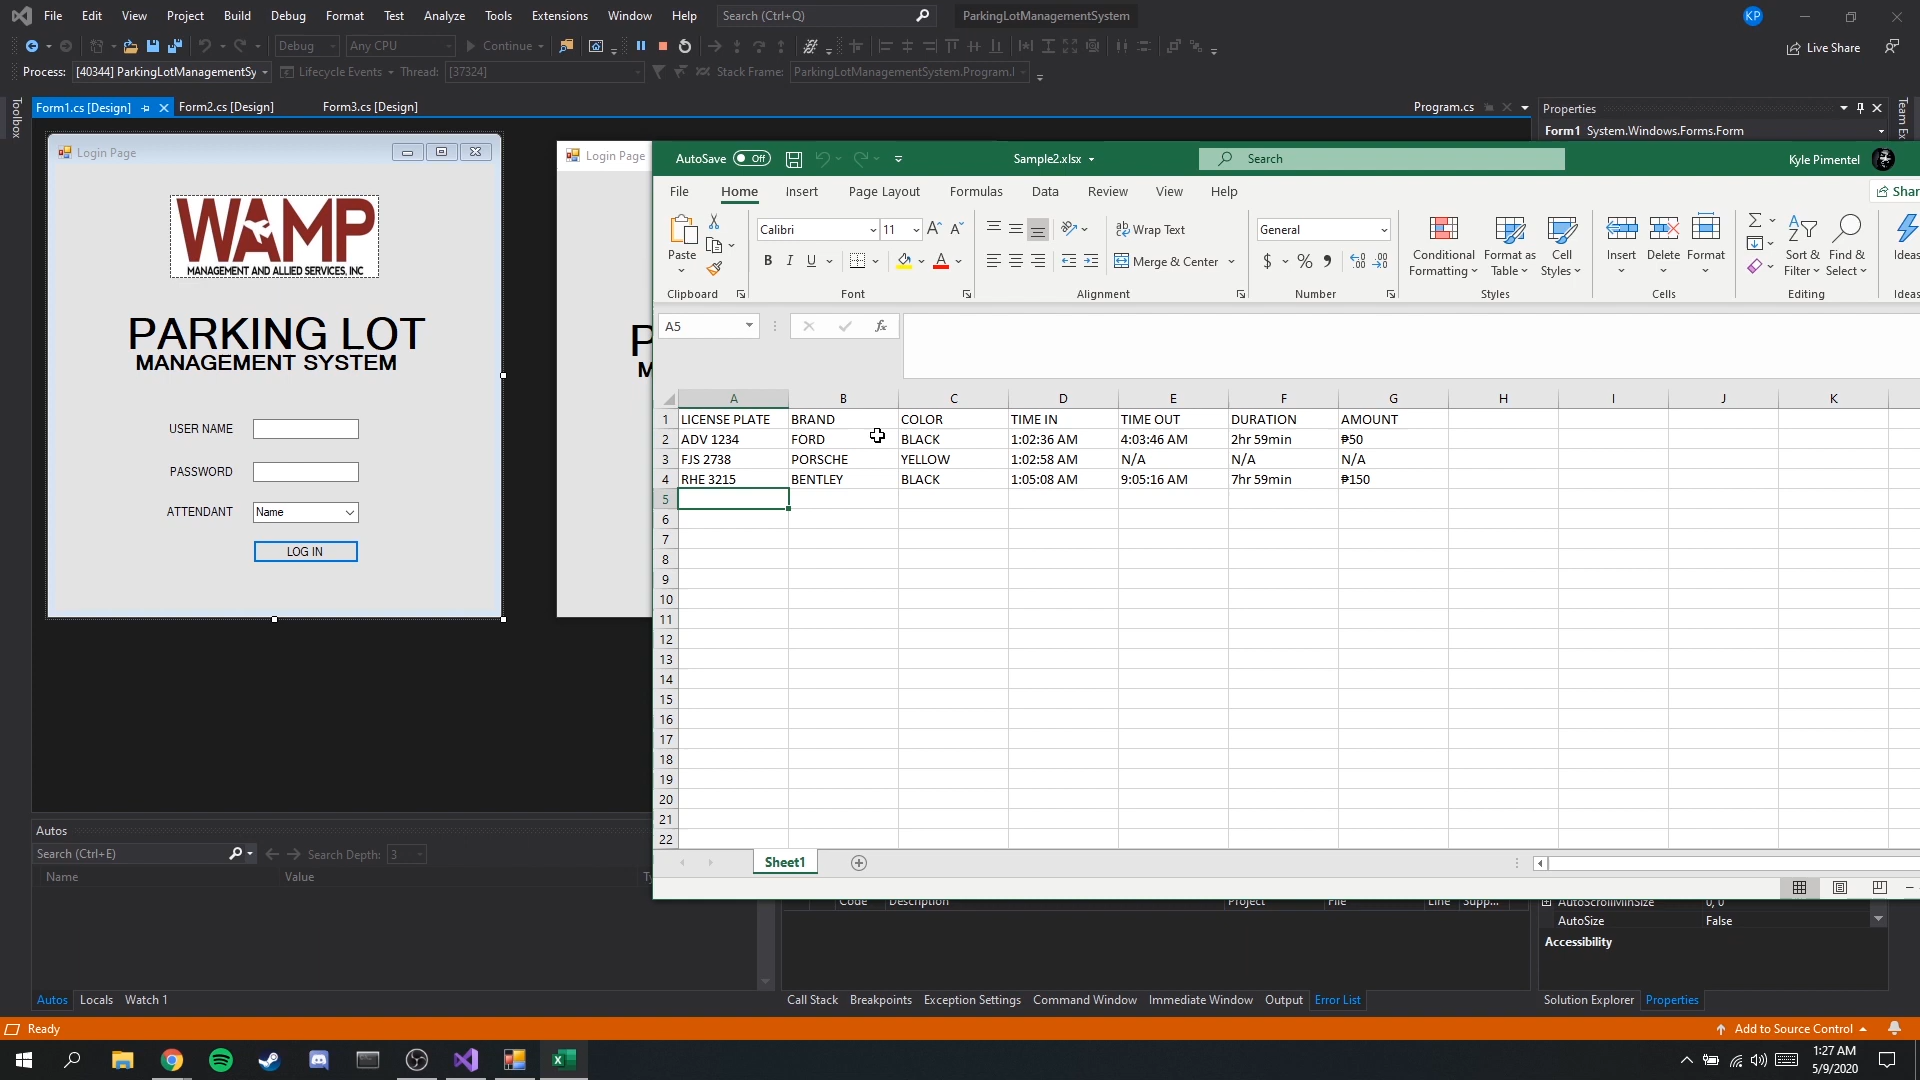 File Edit View Project Build Debug Format Test Analyze Tools Extensions Window Help Search (Ctrl+Q) ParkingLotManagementSystem KP
Debug Any CPU Continue Live Share
Process: [40344] ParkingLotManagementSy Lifecycle Events Thread: [37324] Stack Frame: ParkingLotManagementSystem.Program.I
Toolbox
Form1.cs [Design] Form2.cs [Design] Form3.cs [Design] Program.cs Properties
Team Ex
Form1 System.Windows.Forms.Form
Login Page
WAMP
MANAGEMENT AND ALLIED SERVICES, INC
PARKING LOT
MANAGEMENT SYSTEM
USER NAME
PASSWORD
ATTENDANT Name
LOG IN
Login Page
P
M
AutoSave Off Sample2.xlsx Search Kyle Pimentel
File Home Insert Page Layout Formulas Data Review View Help Shar
Paste Calibri 11 Wrap Text General Conditional Formatting Format as Table Cell Styles Insert Delete Format Sort & Filter Find & Select Ideas
B I U Merge & Center $ %
Clipboard Font Alignment Number Styles Cells Editing Ideas
A5 fx
A B C D E F G H I J K
1 LICENSE PLATE BRAND COLOR TIME IN TIME OUT DURATION AMOUNT
2 ADV 1234 FORD BLACK 1:02:36 AM 4:03:46 AM 2hr 59min ₱50
3 FJS 2738 PORSCHE YELLOW 1:02:58 AM N/A N/A N/A
4 RHE 3215 BENTLEY BLACK 1:05:08 AM 9:05:16 AM 7hr 59min ₱150
5
6
7
8
9
10
11
12
13
14
15
16
17
18
19
20
21
22
Sheet1
Autos
Search (Ctrl+E) Search Depth: 3
Name Value Ty
Code Description Project File Line Supp...
AutoScrollMinSize 0, 0
AutoSize False
Accessibility
Autos Locals Watch 1 Call Stack Breakpoints Exception Settings Command Window Immediate Window Output Error List Solution Explorer Properties
Ready Add to Source Control
1:27 AM
5/9/2020